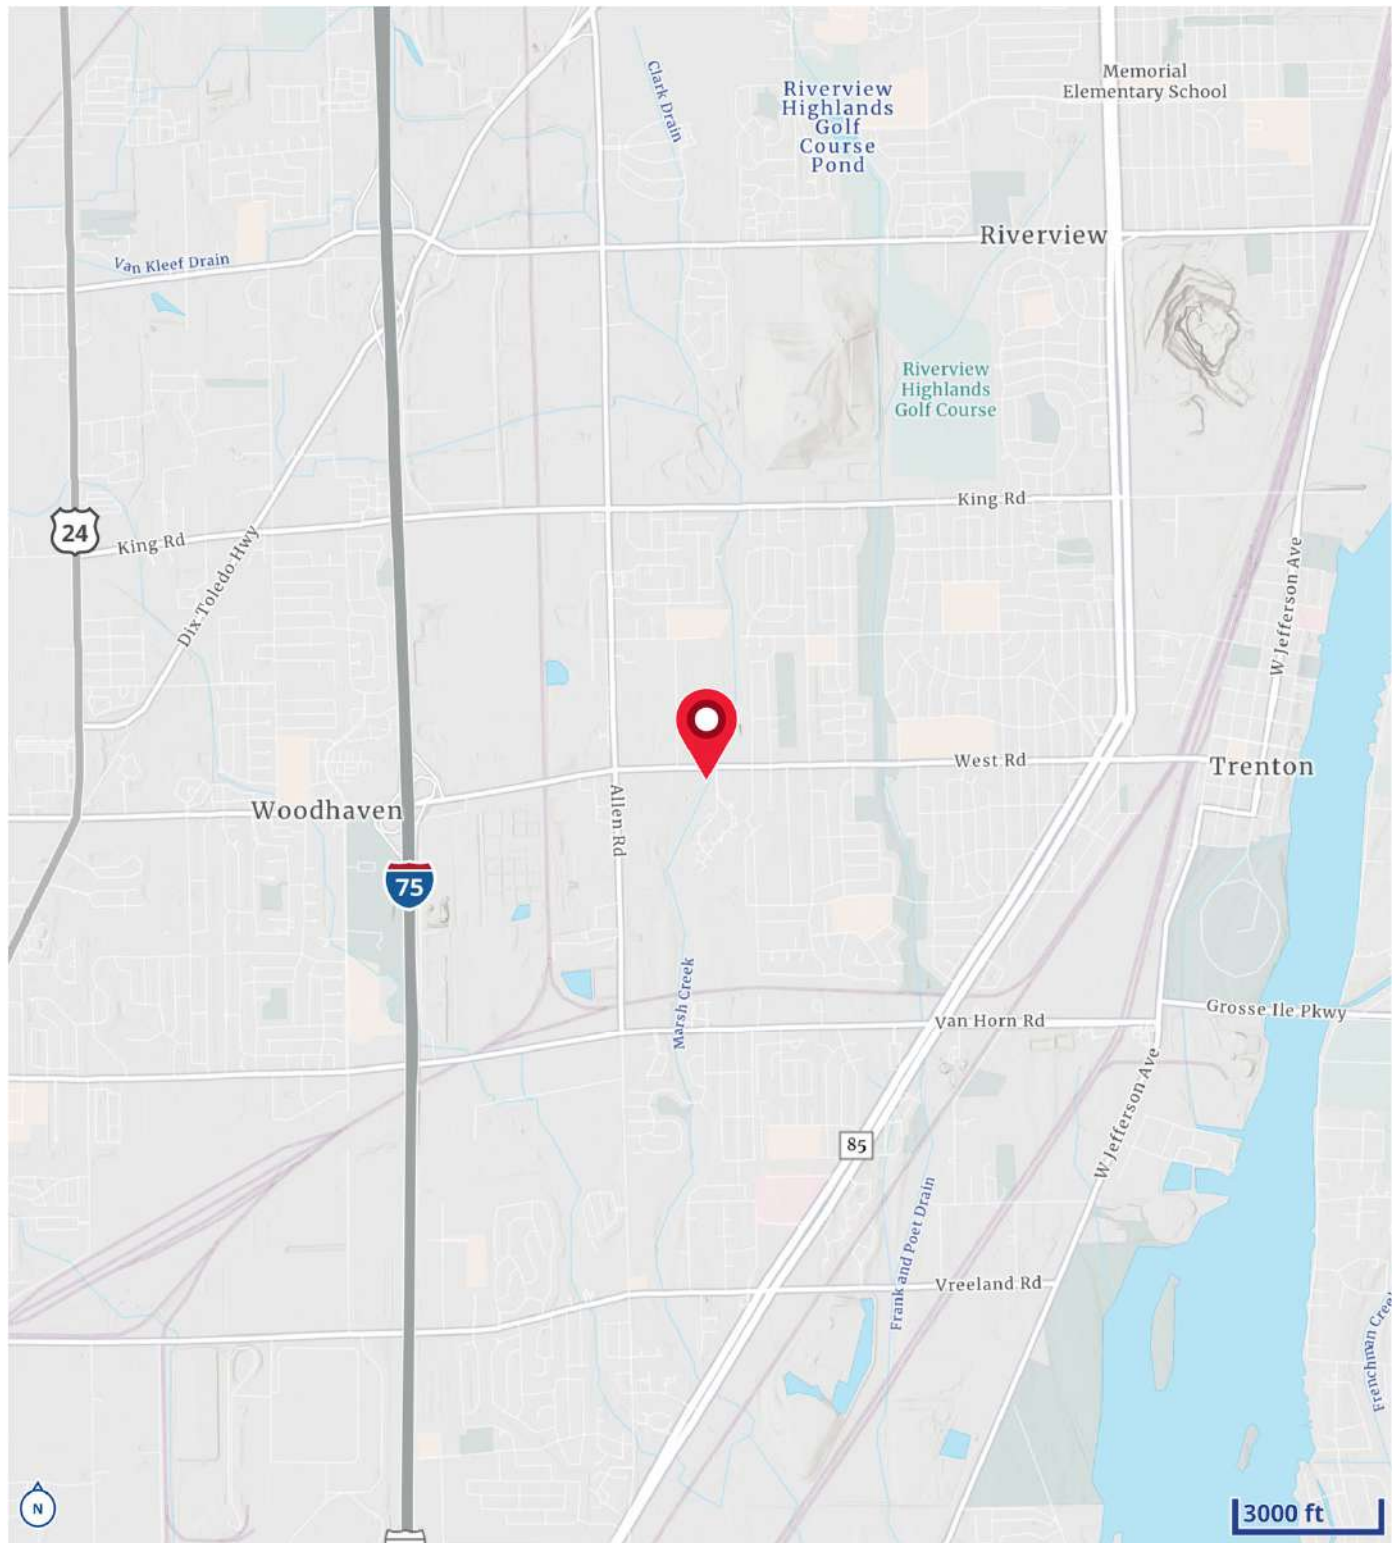 Clark Drain
Riverview
Highlands
Golf
Course
Pond
Memorial
Elementary School
Riverview
Van Kleef Drain
Riverview
Highlands
Golf Course
King Rd
24
King Rd
Dix Toledo Hwy
W Jefferson Ave
West Rd
Trenton
Woodhaven
Allen Rd
75
Marsh Creek
Grosse Ile Pkwy
Van Horn Rd
W Jefferson Ave
85
Frank and Poet Drain
Vreeland Rd
Frenchman Creek
N
3000 ft